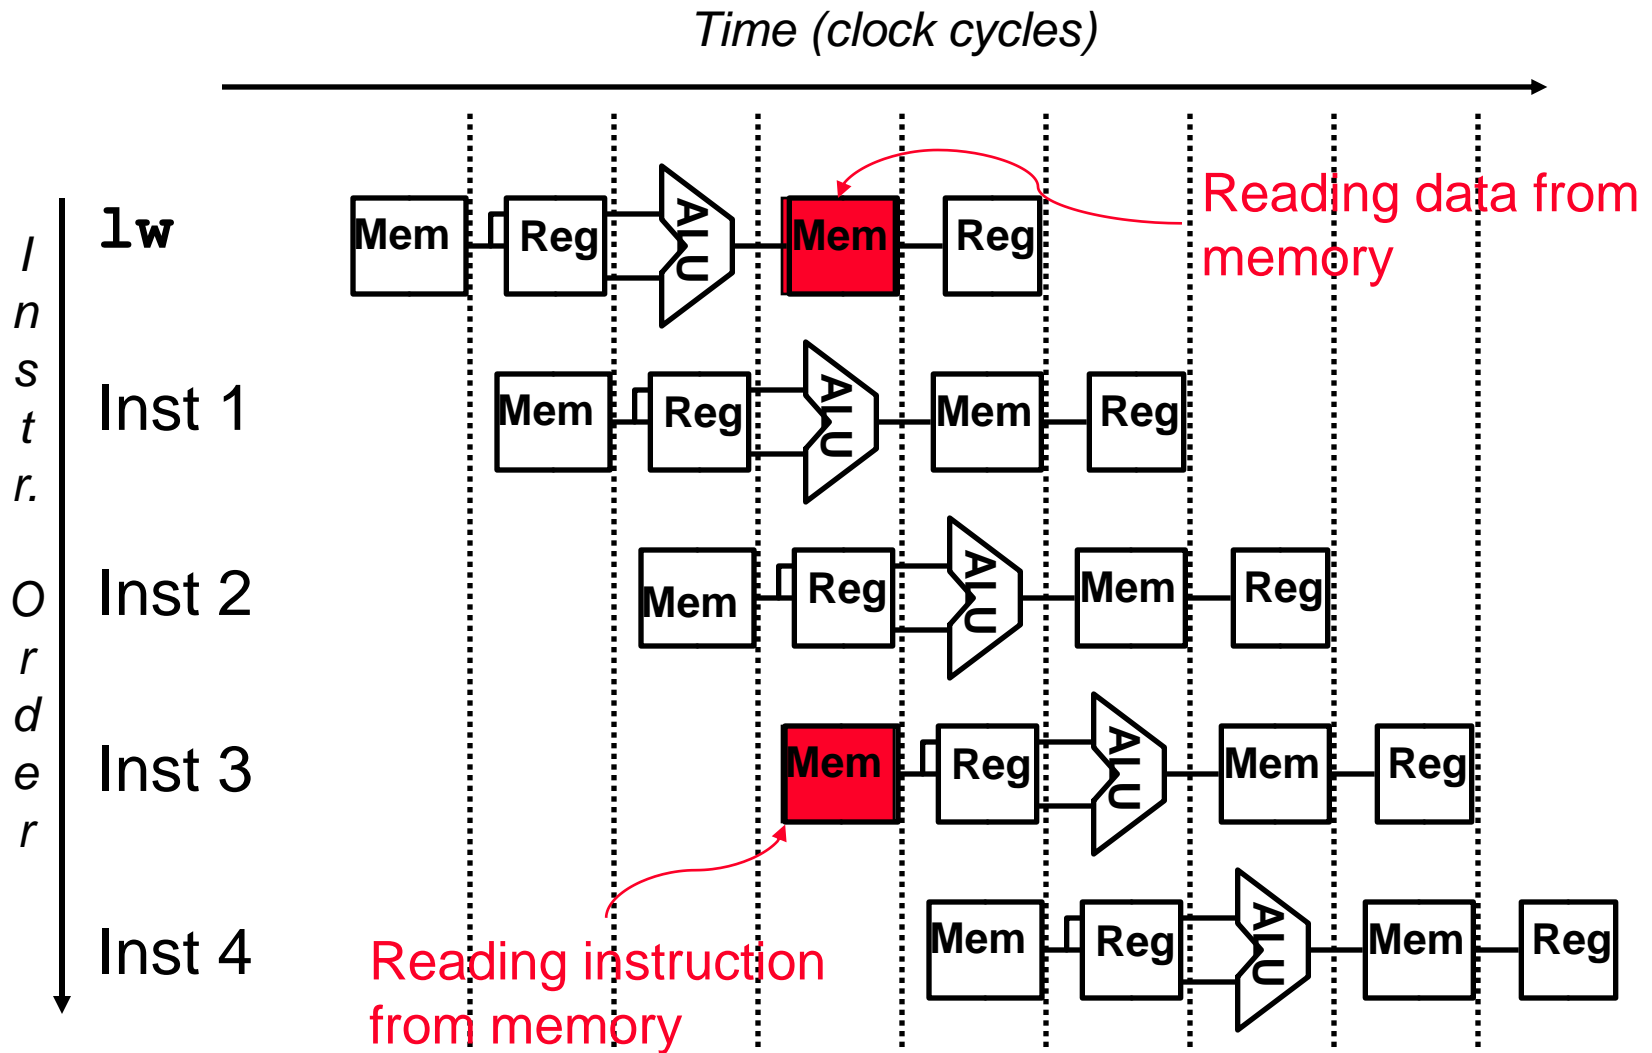 Time (clock cycles)
Instr. Order
lw
Mem Reg ALU Mem Reg
Reading data from
memory
Inst 1
Mem Reg ALU Mem Reg
Inst 2
Mem Reg ALU Mem Reg
Inst 3
Mem Reg ALU Mem Reg
Inst 4
Mem Reg ALU Mem Reg
Reading instruction
from memory